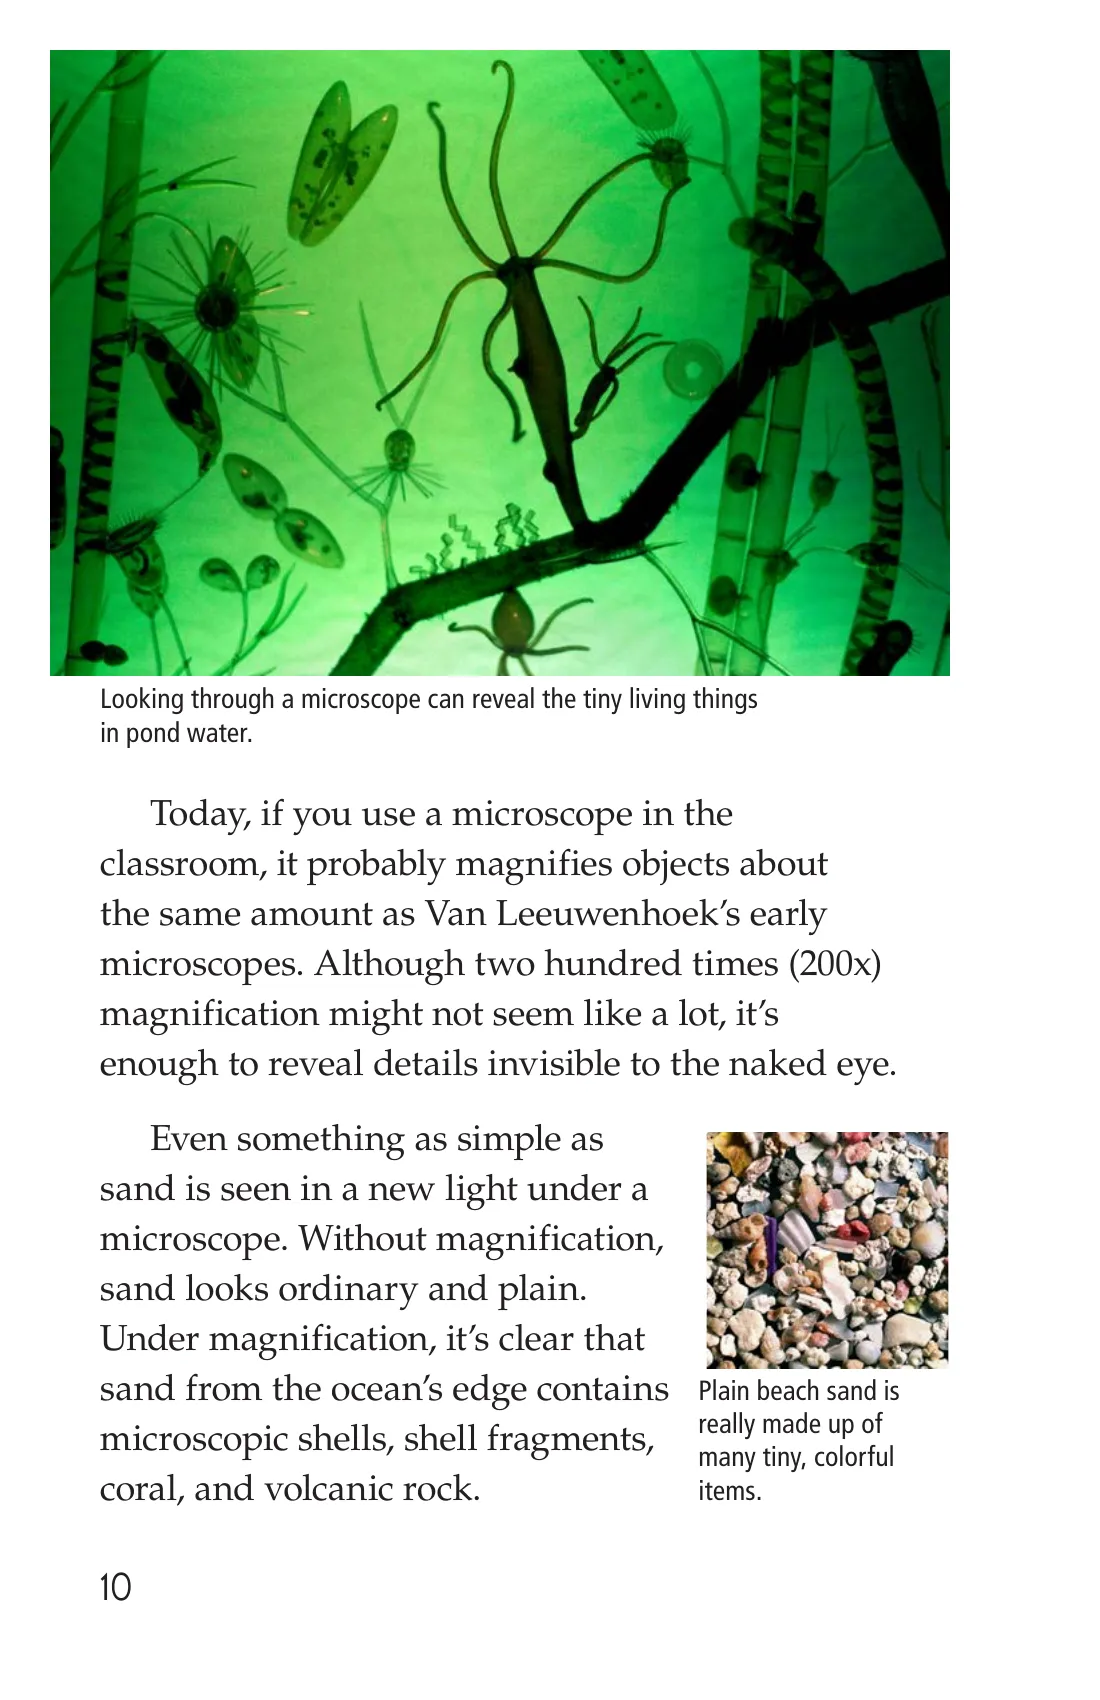 Looking through a microscope can reveal the tiny living things
in pond water.
Today, if you use a microscope in the
classroom, it probably magnifies objects about
the same amount as Van Leeuwenhoek’s early
microscopes. Although two hundred times (200x)
magnification might not seem like a lot, it’s
enough to reveal details invisible to the naked eye.
Even something as simple as
sand is seen in a new light under a
microscope. Without magnification,
sand looks ordinary and plain.
Under magnification, it’s clear that
sand from the ocean’s edge contains
microscopic shells, shell fragments,
coral, and volcanic rock.
Plain beach sand is
really made up of
many tiny, colorful
items.
10